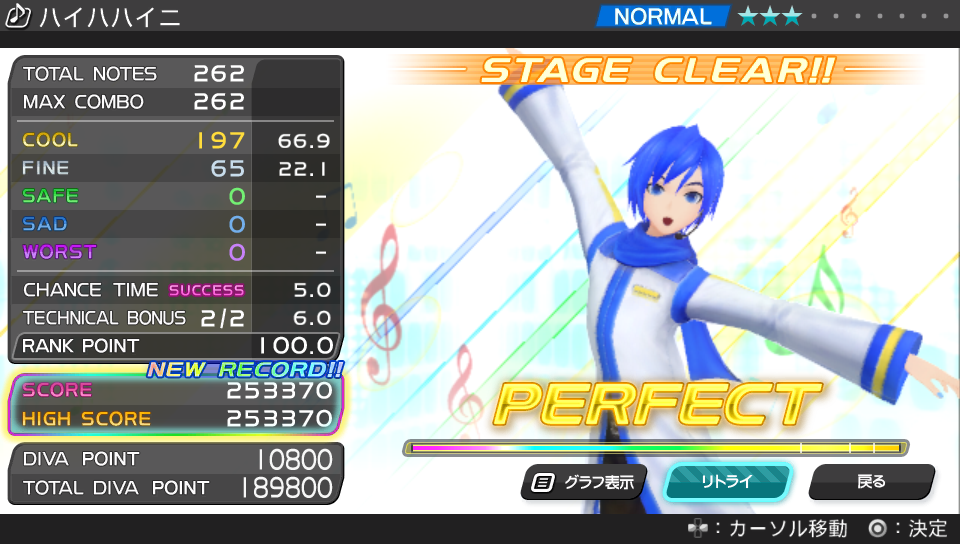 ハイハハイニ
NORMAL
STAGE CLEAR!!
TOTAL NOTES 262
MAX COMBO 262
COOL 197 66.9
FINE 65 22.1
SAFE 0 –
SAD 0 –
WORST 0 –
CHANCE TIME SUCCESS 5.0
TECHNICAL BONUS 2/2 6.0
RANK POINT 100.0
NEW RECORD!!
SCORE 253370
HIGH SCORE 253370
DIVA POINT 10800
TOTAL DIVA POINT 189800
PERFECT
グラフ表示 リトライ 戻る
：カーソル移動 ：決定